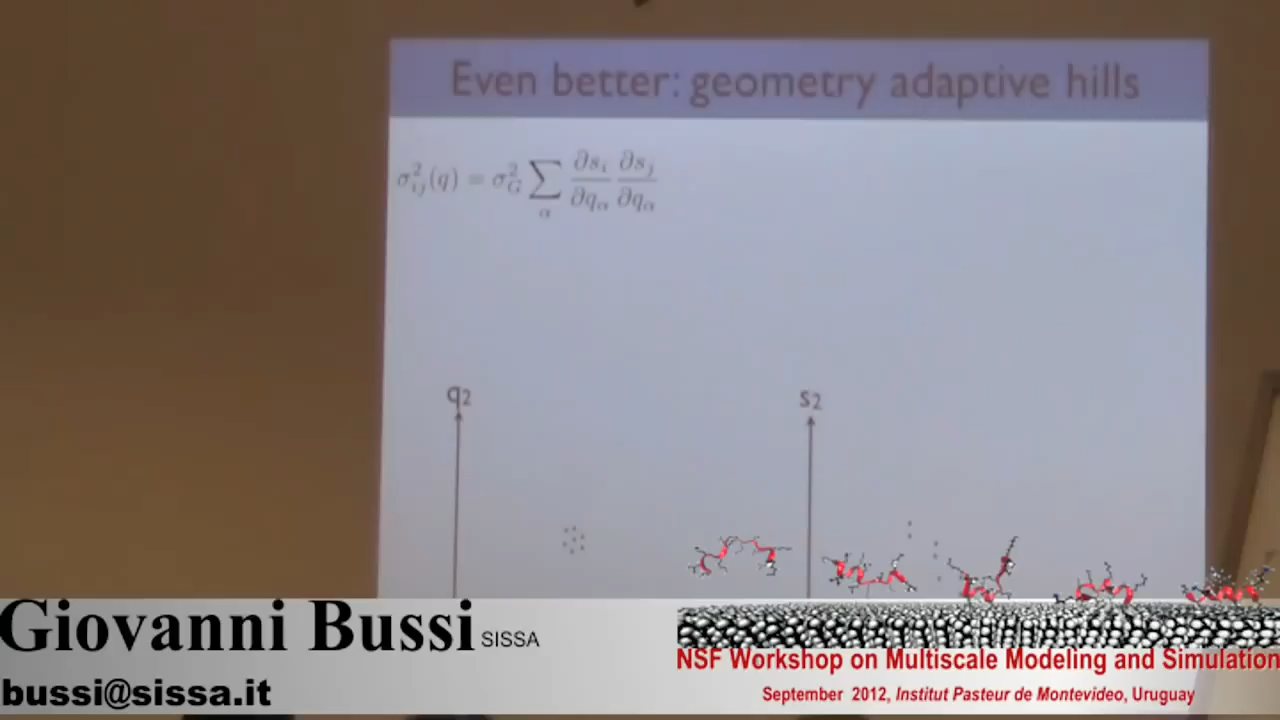 Even better: geometry adaptive hills
σ²ᵢⱼ(q) = σ²_G ∑_α ∂sᵢ/∂q_α ∂sⱼ/∂q_α
q₂
s₂
Giovanni Bussi SISSA
bussi@sissa.it
NSF Workshop on Multiscale Modeling and Simulation
September 2012, Institut Pasteur de Montevideo, Uruguay